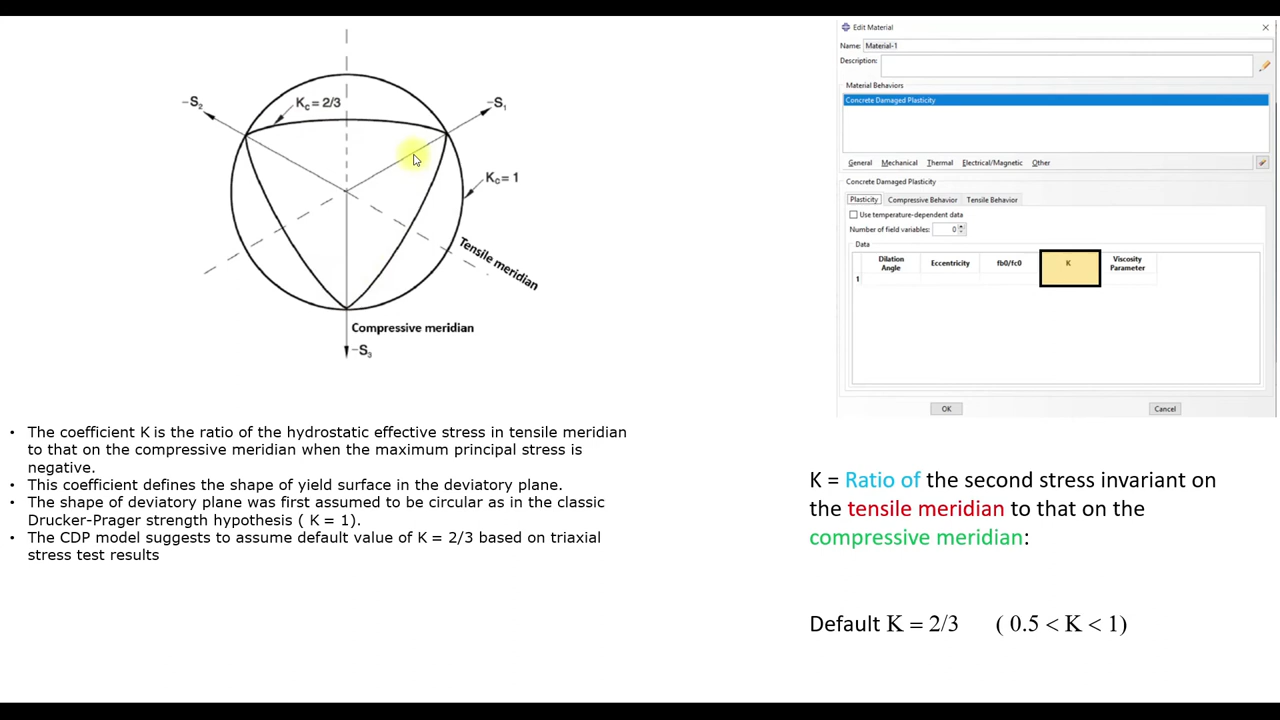 -S2
Kc = 2/3
-S1
Kc = 1
Tensile meridian
Compressive meridian
-S3
• The coefficient K is the ratio of the hydrostatic effective stress in tensile meridian
to that on the compressive meridian when the maximum principal stress is
negative.
• This coefficient defines the shape of yield surface in the deviatory plane.
• The shape of deviatory plane was first assumed to be circular as in the classic
Drucker-Prager strength hypothesis ( K = 1).
• The CDP model suggests to assume default value of K = 2/3 based on triaxial
stress test results
Edit Material
Name: Material-1
Description:
Material Behaviors
Concrete Damaged Plasticity
General Mechanical Thermal Electrical/Magnetic Other
Concrete Damaged Plasticity
Plasticity Compressive Behavior Tensile Behavior
Use temperature-dependent data
Number of field variables: 0
Data
Dilation Angle Eccentricity fb0/fc0 K Viscosity Parameter
1
OK Cancel
K = Ratio of the second stress invariant on
the tensile meridian to that on the
compressive meridian:
Default K = 2/3 ( 0.5 < K < 1)